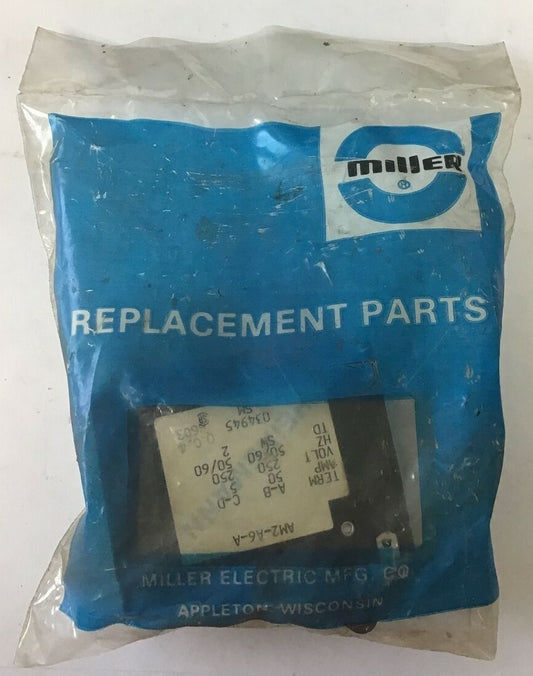 miller
®
REPLACEMENT PARTS
AM2-A6-A
TERM A-B C-D
AMP 50 5
VOLT 250 250
HZ 50/60 50/60
TD SW 2
034945
SW
MILLER ELECTRIC MFG. CO
APPLETON WISCONSIN